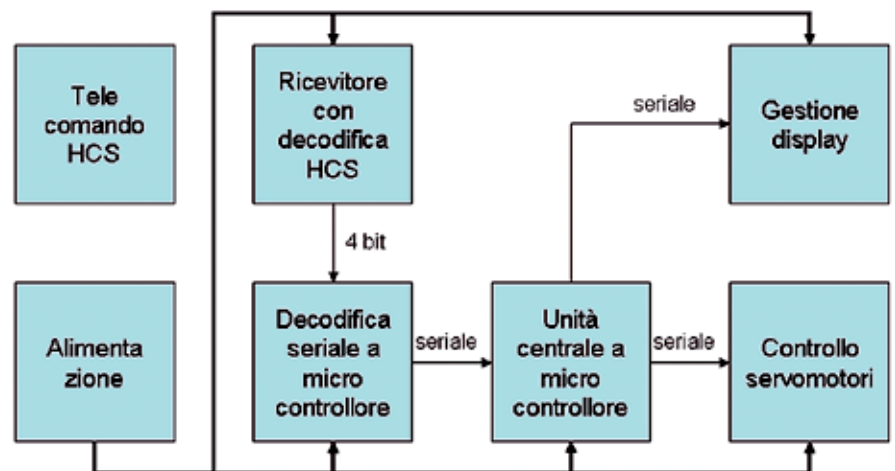 Tele
comando
HCS
Ricevitore
con
decodifica
HCS
seriale
Gestione
display
4 bit
Alimenta
zione
Decodifica
seriale a
micro
controllore
seriale
Unità
centrale a
micro
controllore
seriale
Controllo
servomotori